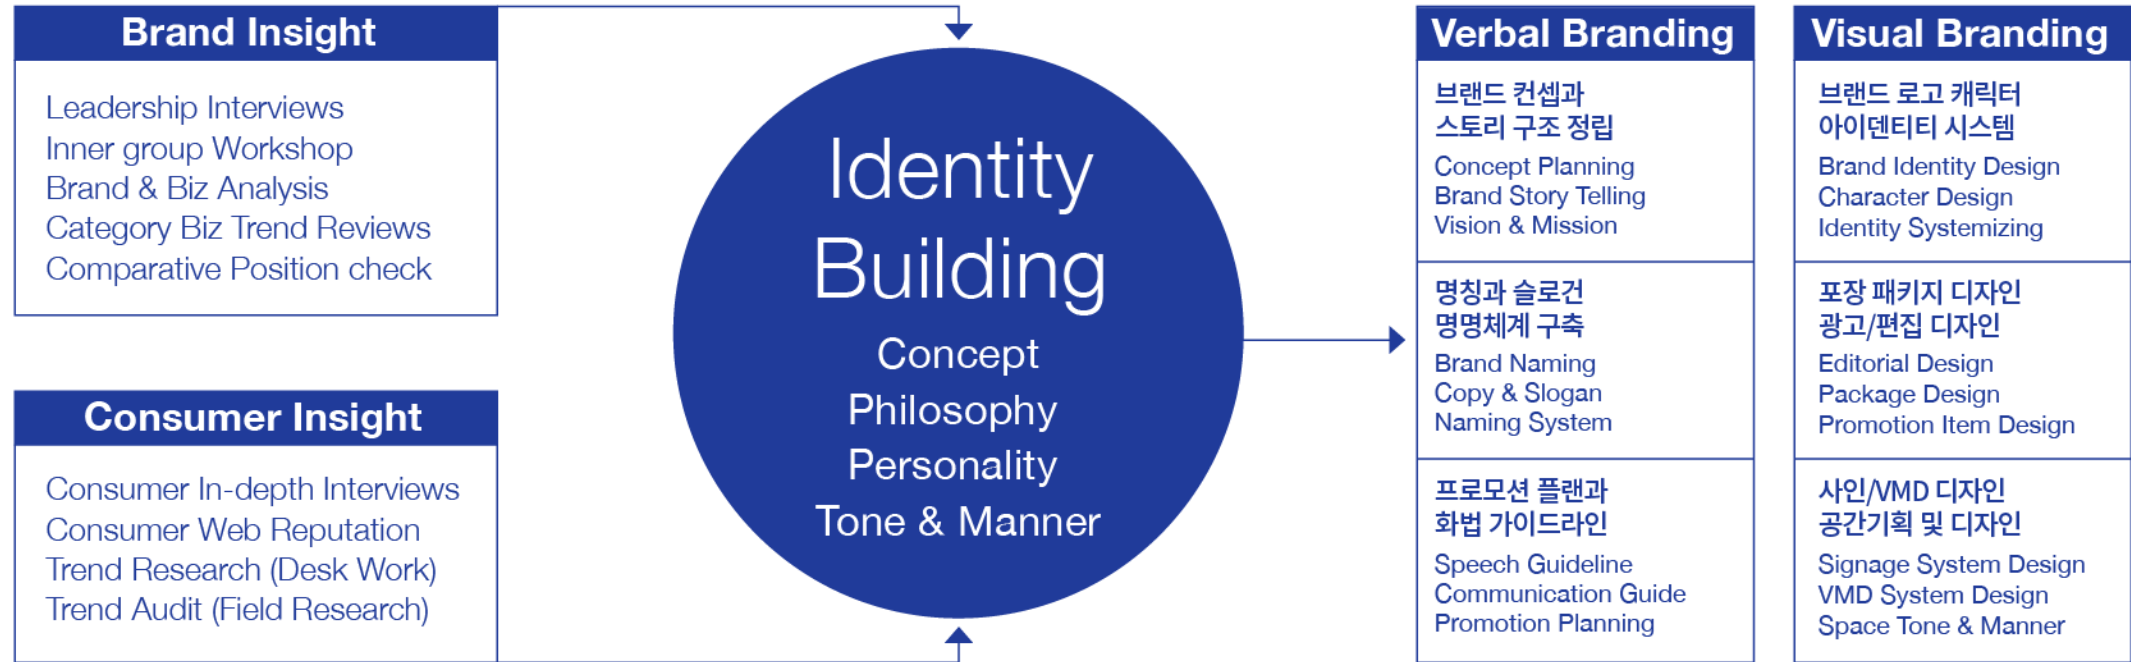 Brand Insight
Leadership Interviews
Inner group Workshop
Brand & Biz Analysis
Category Biz Trend Reviews
Comparative Position check
Consumer Insight
Consumer In-depth Interviews
Consumer Web Reputation
Trend Research (Desk Work)
Trend Audit (Field Research)
Identity
Building
Concept
Philosophy
Personality
Tone & Manner
Verbal Branding
브랜드 컨셉과
스토리 구조 정립
Concept Planning
Brand Story Telling
Vision & Mission
명칭과 슬로건
명명체계 구축
Brand Naming
Copy & Slogan
Naming System
프로모션 플랜과
화법 가이드라인
Speech Guideline
Communication Guide
Promotion Planning
Visual Branding
브랜드 로고 캐릭터
아이덴티티 시스템
Brand Identity Design
Character Design
Identity Systemizing
포장 패키지 디자인
광고/편집 디자인
Editorial Design
Package Design
Promotion Item Design
사인/VMD 디자인
공간기획 및 디자인
Signage System Design
VMD System Design
Space Tone & Manner